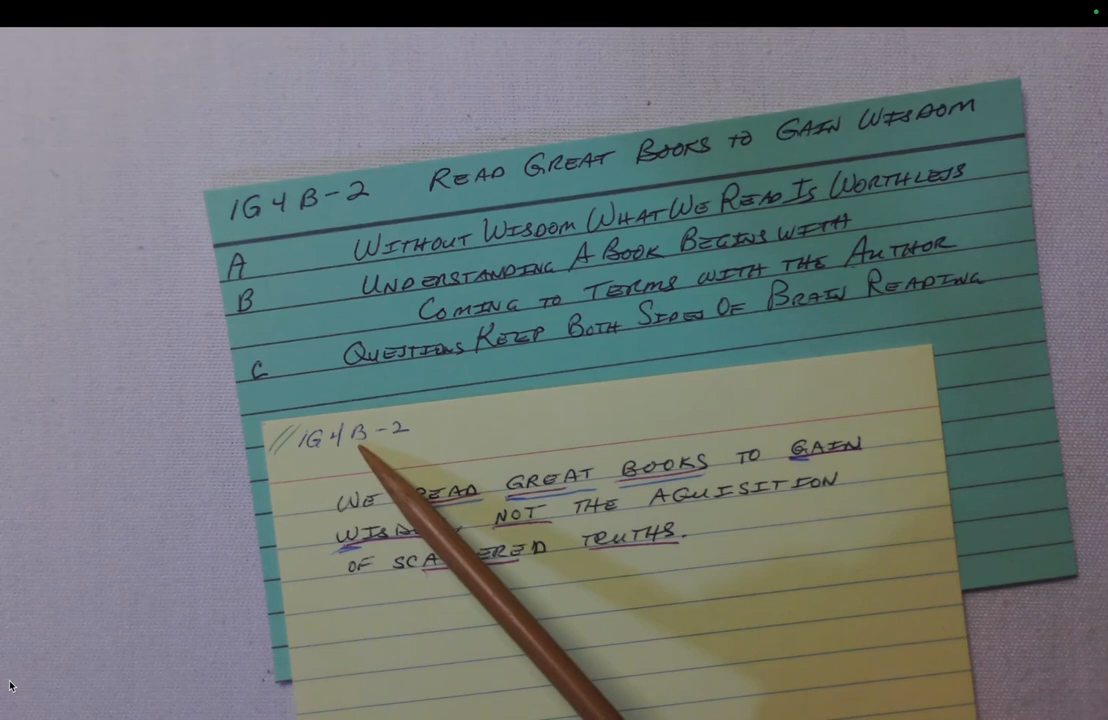 1G4B-2 READ GREAT BOOKS TO GAIN WISDOM
A WITHOUT WISDOM WHAT WE READ IS WORTHLESS
B UNDERSTANDING A BOOK BEGINS WITH
COMING TO TERMS WITH THE AUTHOR
C QUESTIONS KEEP BOTH SIDES OF BRAIN READING
1G4B-2
WE READ GREAT BOOKS TO GAIN
WISDOM NOT THE AQUISITION
OF SCATTERED TRUTHS.